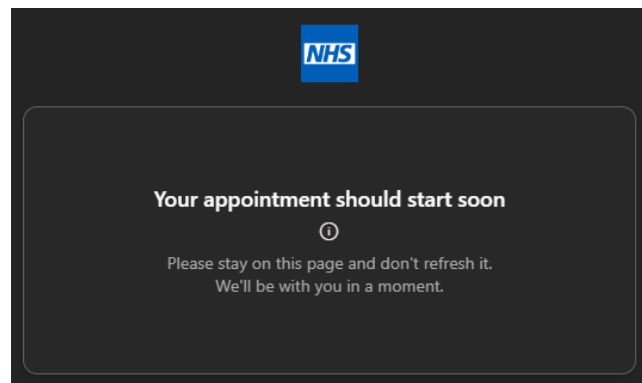 NHS
Your appointment should start soon
Please stay on this page and don't refresh it.
We'll be with you in a moment.